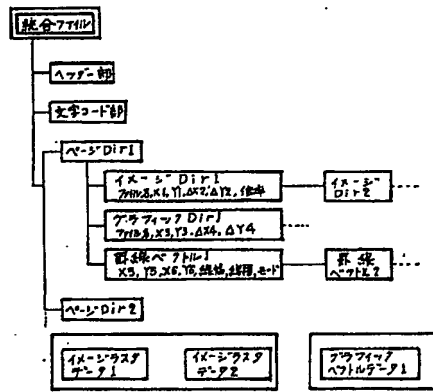 統合ファイル
ヘッダー部
文字コード部
ページDir1
イメージDir1
ファイル名,X1,Y1,ΔX2,ΔY2,倍率
イメージ
Dir2
グラフィックDir1
ファイル名,X3,Y3,ΔX4,ΔY4
罫線ベクトル1
X5,Y5,X6,Y6,線幅,線種,モード
罫線
ベクトル2
ページDir2
イメージラスタ
データ1
イメージラスタ
データ2
グラフィック
ベクトルデータ1